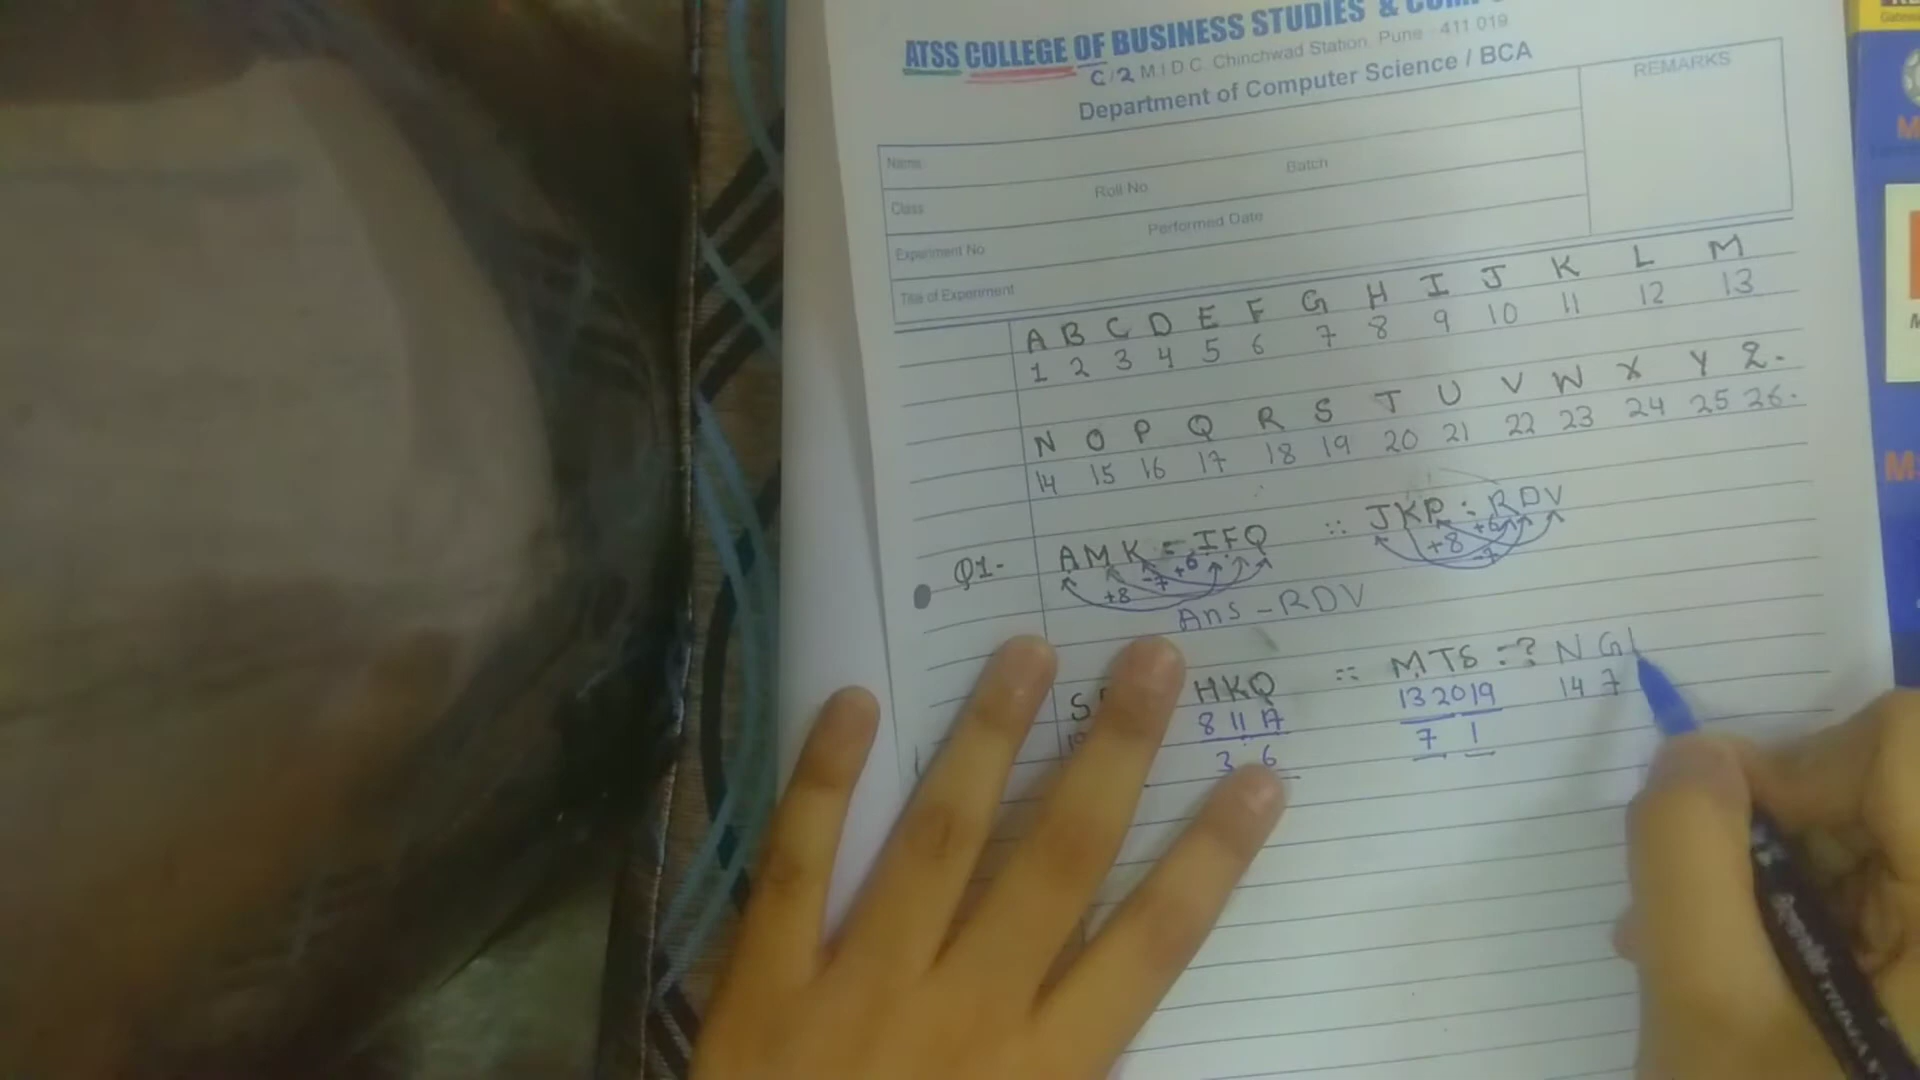 ATSS COLLEGE OF BUSINESS STUDIES &
C/2 M.I.D.C. Chinchwad Station, Pune - 411 019
Department of Computer Science / BCA
REMARKS
Name
Class Roll No Batch
Experiment No Performed Date
Title of Experiment
A B C D E F G H I J K L M
1 2 3 4 5 6 7 8 9 10 11 12 13
N O P Q R S T U V W X Y Z.
14 15 16 17 18 19 20 21 22 23 24 25 26.
Q1- AMK = IFQ :: JKP : RDV
+8 -7 +6 +8 -7 +6
Ans - RDV
HKQ :: MTS :? N G
8 11 17 13 20 19 14 7
3 6 7 1